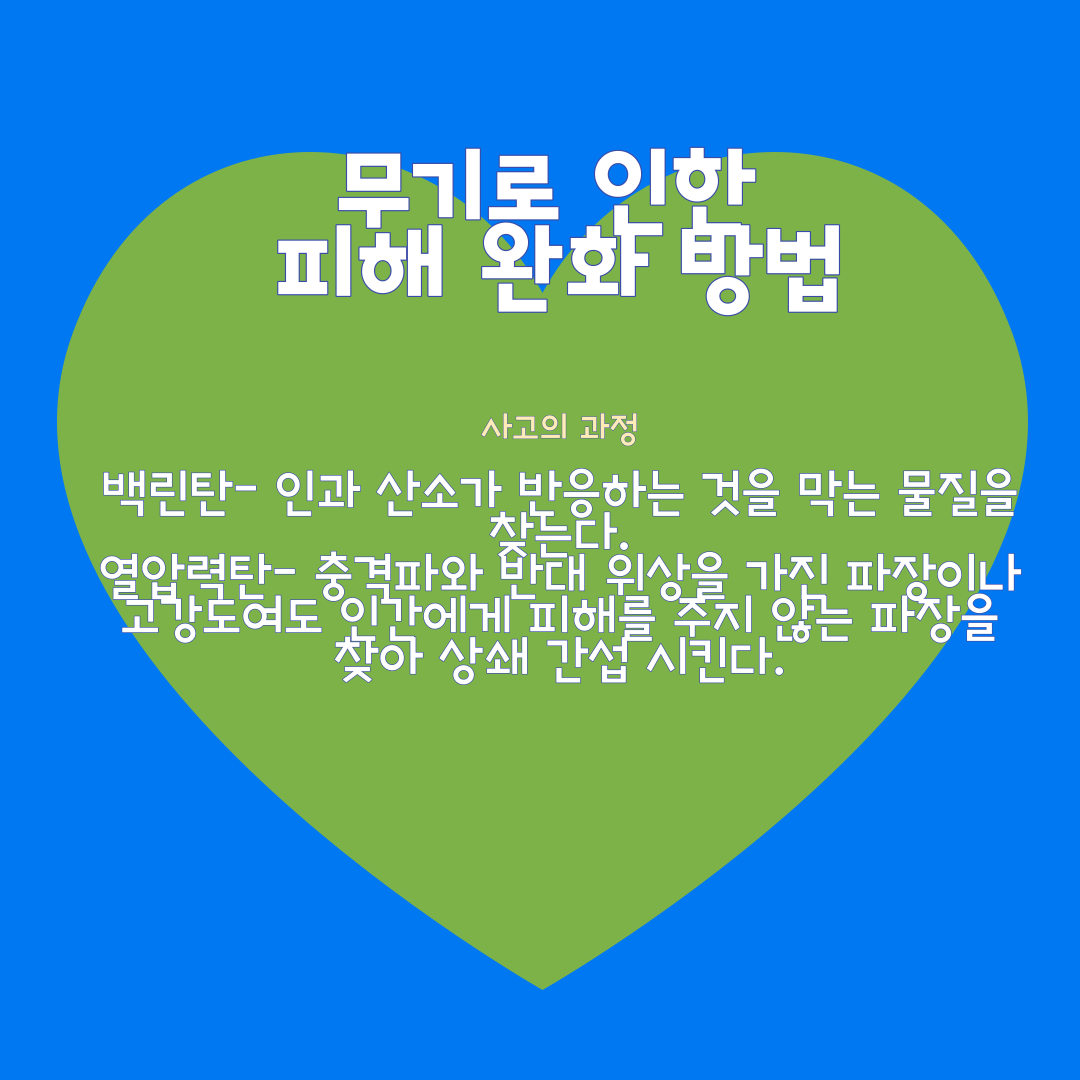 무기로 인한
피해 완화 방법
사고의 과정
백린탄- 인과 산소가 반응하는 것을 막는 물질을
찾는다.
열압력탄- 충격파와 반대 위상을 가진 파장이나
고강도여도 인간에게 피해를 주지 않는 파장을
찾아 상쇄 간섭 시킨다.